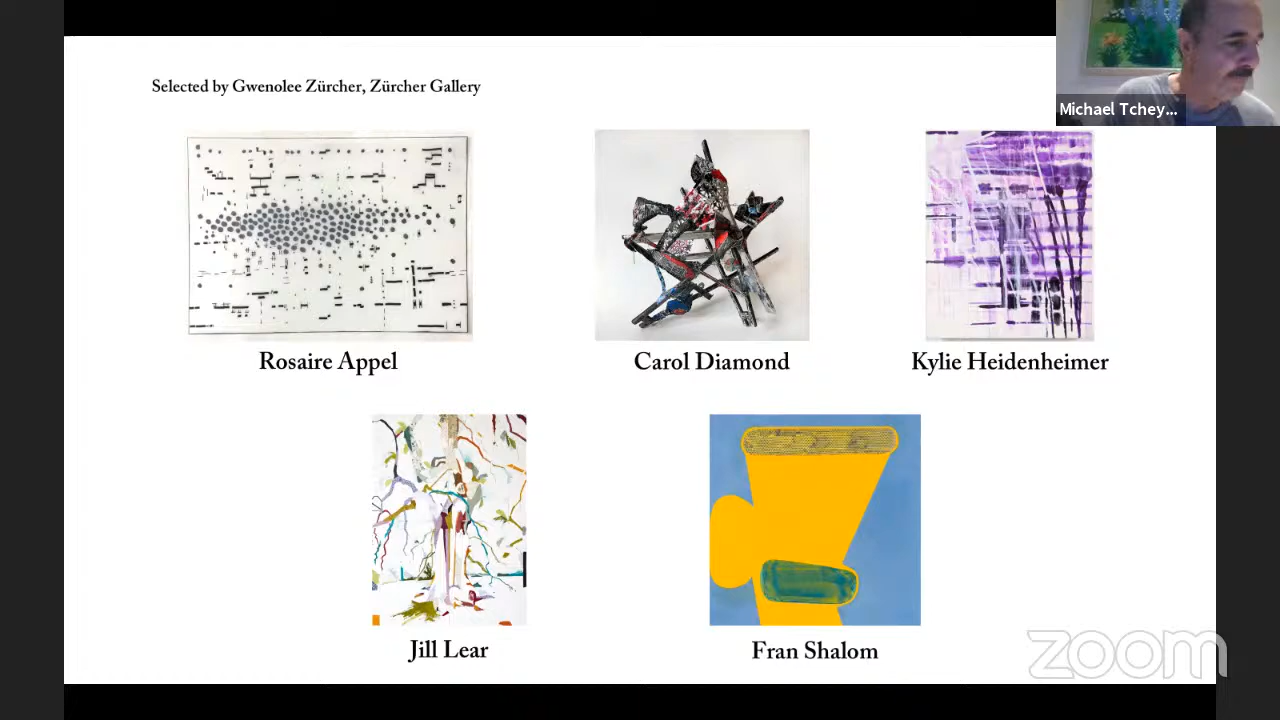 Selected by Gwenolee Zürcher, Zürcher Gallery
Michael Tchey...
Rosaire Appel
Carol Diamond
Kylie Heidenheimer
Jill Lear
Fran Shalom
zoom